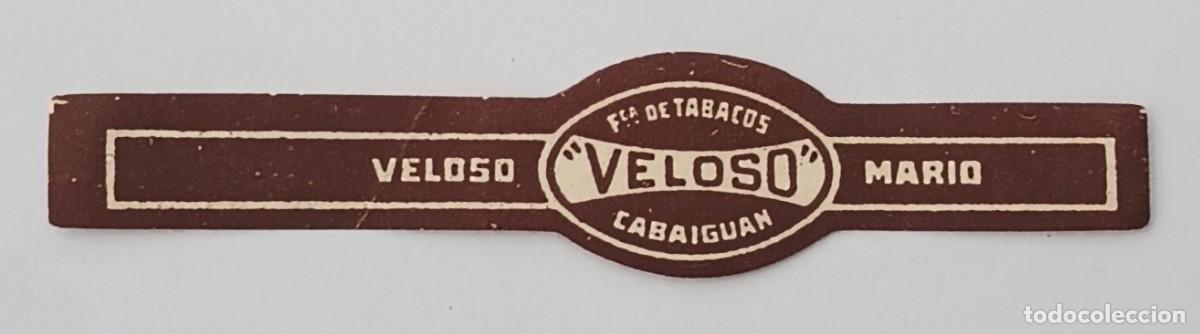 Fca DE TABACOS
VELOSO "VELOSO" MARIO
CABAIGUAN
todocoleccion